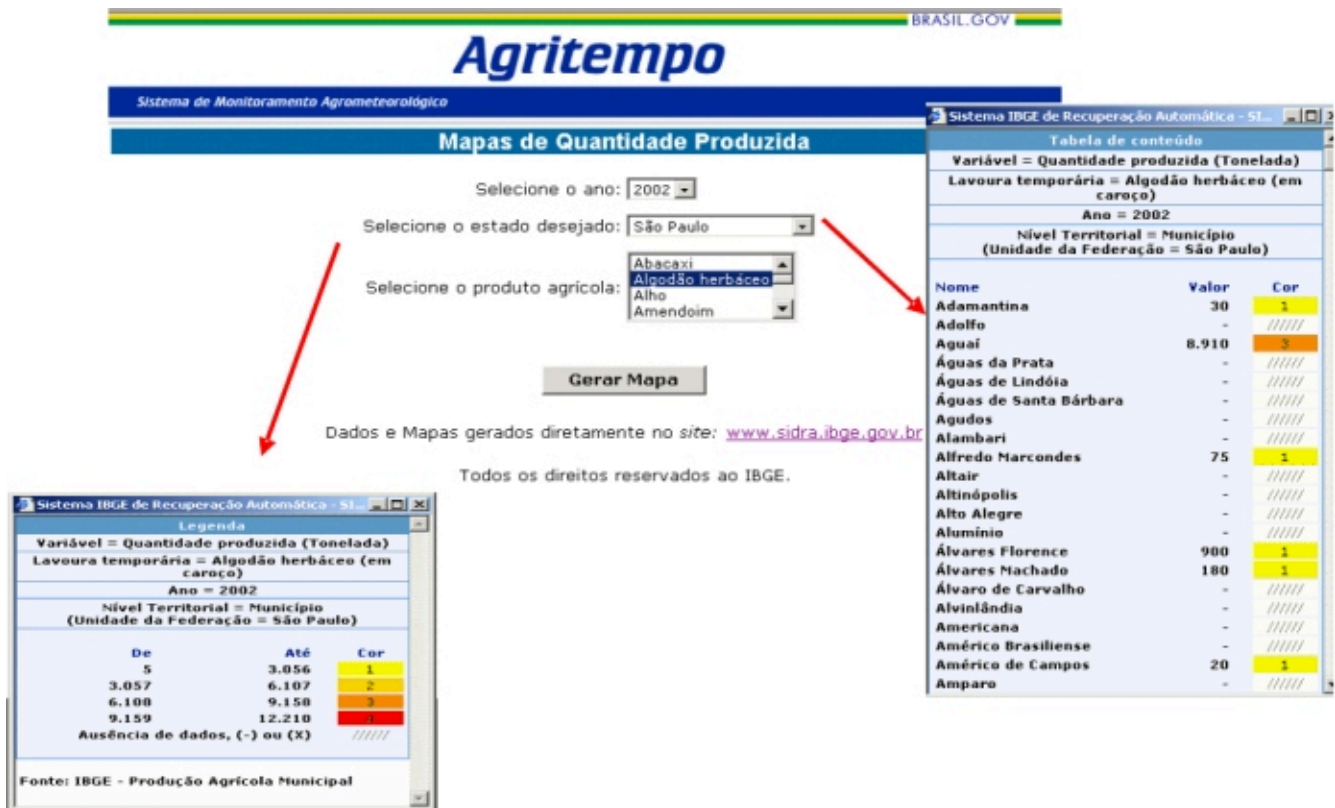 BRASIL.GOV
Agritempo
Sistema de Monitoramento Agrometeorológico
Mapas de Quantidade Produzida
Selecione o ano: 2002
Selecione o estado desejado: São Paulo
Selecione o produto agrícola:
Abacaxi
Algodão herbáceo
Alho
Amendoim
Gerar Mapa
Dados e Mapas gerados diretamente no site: www.sidra.ibge.gov.br
Todos os direitos reservados ao IBGE.
Sistema IBGE de Recuperação Automática - SI...
Legenda
Variável = Quantidade produzida (Tonelada)
Lavoura temporária = Algodão herbáceo (em
caroço)
Ano = 2002
Nível Territorial = Município
(Unidade da Federação = São Paulo)
De Até Cor
5 3.056 1
3.057 6.107 2
6.108 9.158 3
9.159 12.210 4
Ausência de dados, (-) ou (X) //////
Fonte: IBGE - Produção Agrícola Municipal
Sistema IBGE de Recuperação Automática - SI...
Tabela de conteúdo
Variável = Quantidade produzida (Tonelada)
Lavoura temporária = Algodão herbáceo (em
caroço)
Ano = 2002
Nível Territorial = Município
(Unidade da Federação = São Paulo)
Nome Valor Cor
Adamantina 30 1
Adolfo - //////
Aguaí 8.910 3
Águas da Prata - //////
Águas de Lindóia - //////
Águas de Santa Bárbara - //////
Agudos - //////
Alambari - //////
Alfredo Marcondes 75 1
Altair - //////
Altinópolis - //////
Alto Alegre - //////
Alumínio - //////
Álvares Florence 900 1
Álvares Machado 180 1
Álvaro de Carvalho - //////
Alvinlândia - //////
Americana - //////
Américo Brasiliense - //////
Américo de Campos 20 1
Amparo - //////